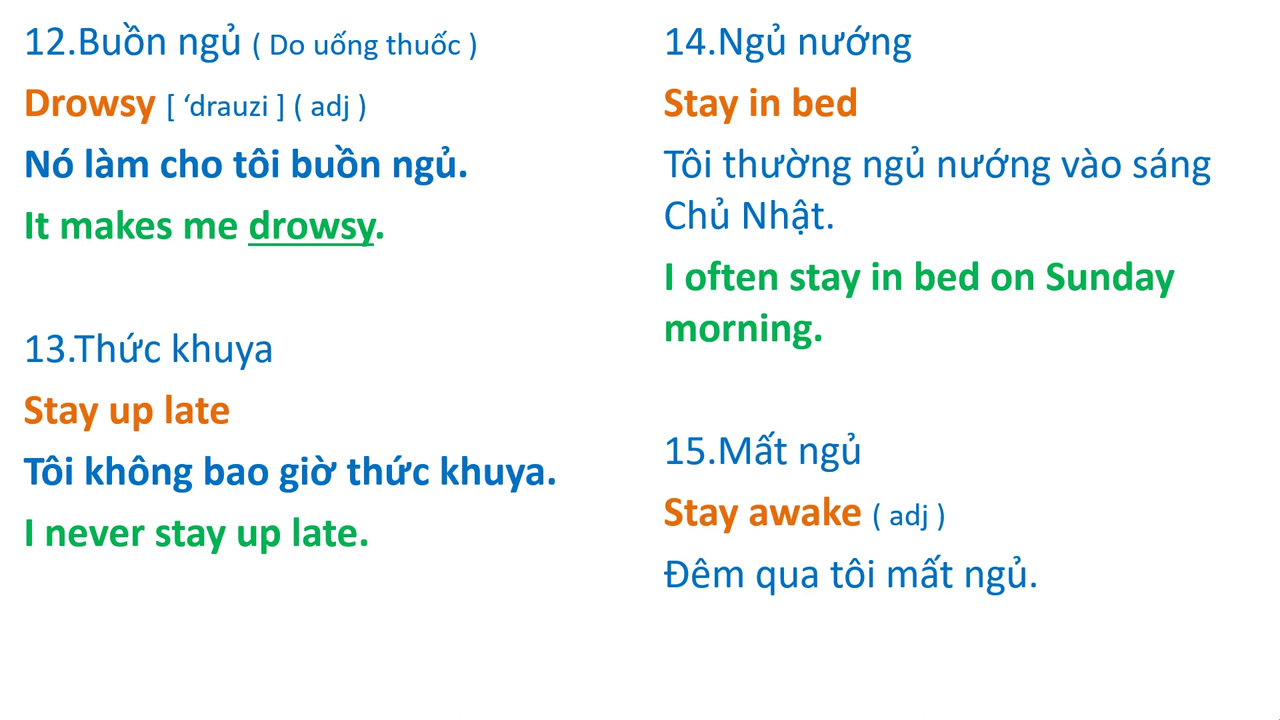 12.Buồn ngủ ( Do uống thuốc )
Drowsy [ ‘drauzi ] ( adj )
Nó làm cho tôi buồn ngủ.
It makes me drowsy.
13.Thức khuya
Stay up late
Tôi không bao giờ thức khuya.
I never stay up late.
14.Ngủ nướng
Stay in bed
Tôi thường ngủ nướng vào sáng
Chủ Nhật.
I often stay in bed on Sunday
morning.
15.Mất ngủ
Stay awake ( adj )
Đêm qua tôi mất ngủ.